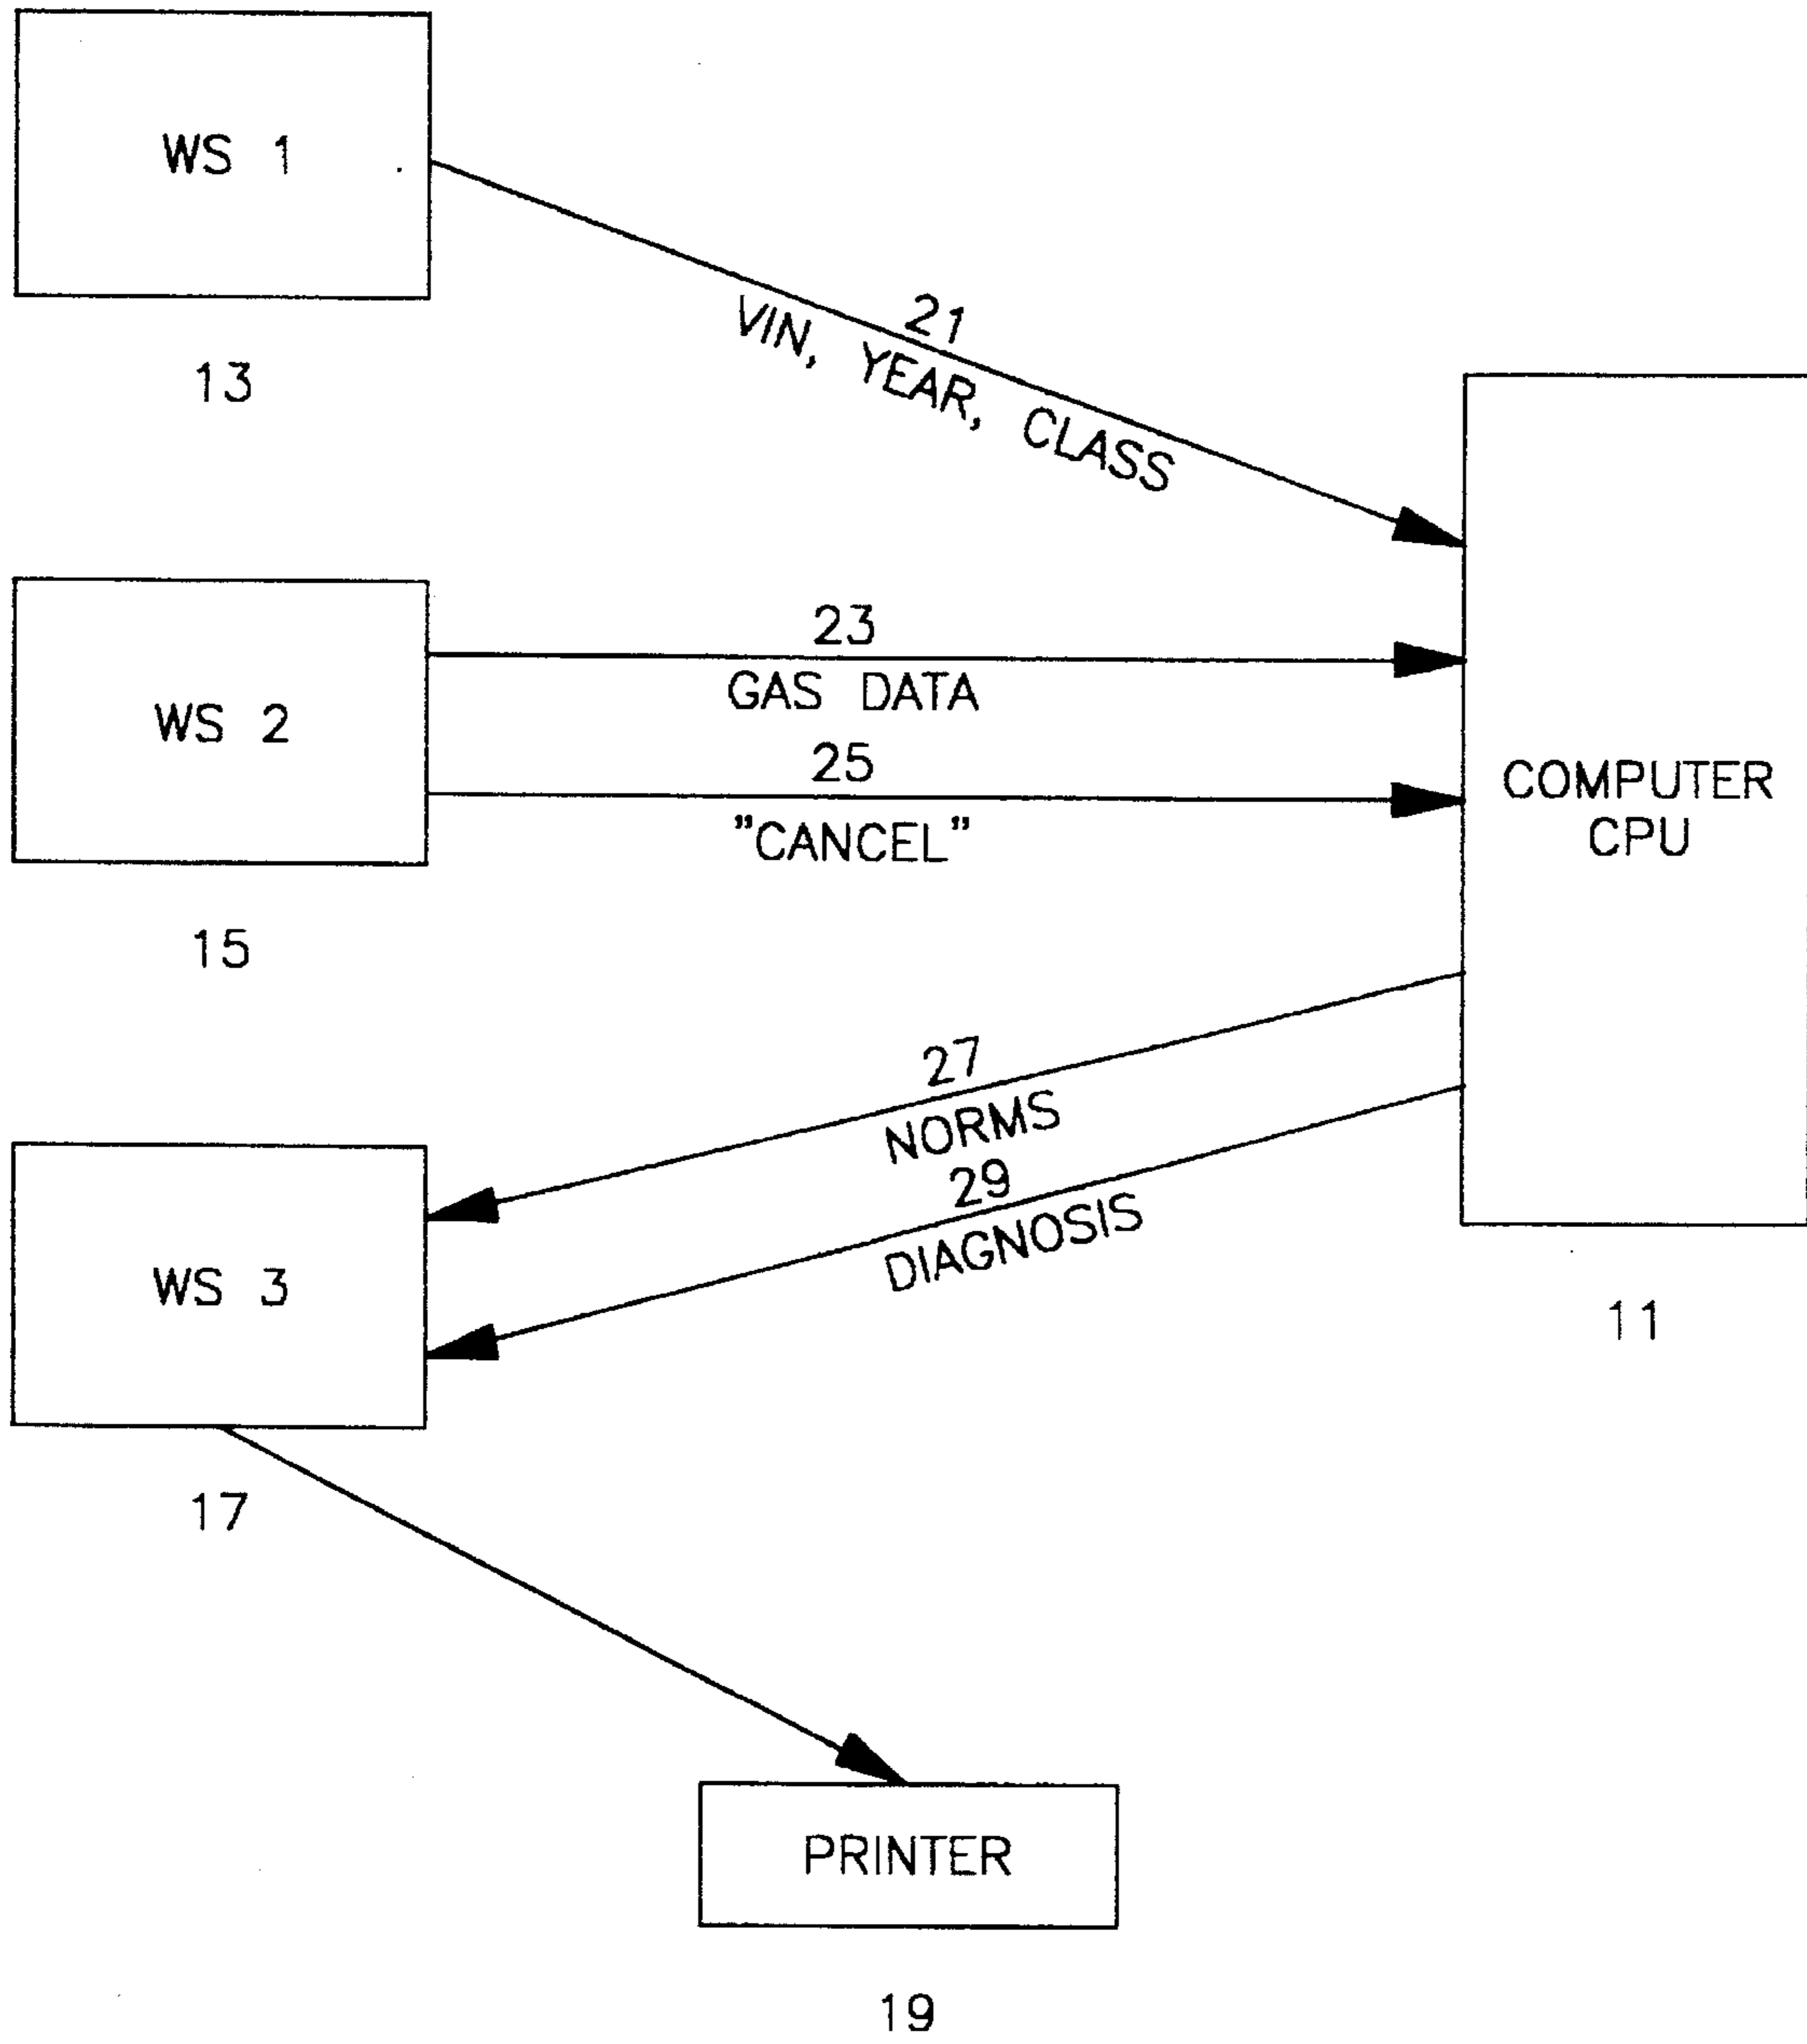 WS 1
13
21
VIN, YEAR, CLASS
WS 2
15
23
GAS DATA
25
"CANCEL"
COMPUTER
CPU
11
27
NORMS
29
DIAGNOSIS
WS 3
17
PRINTER
19